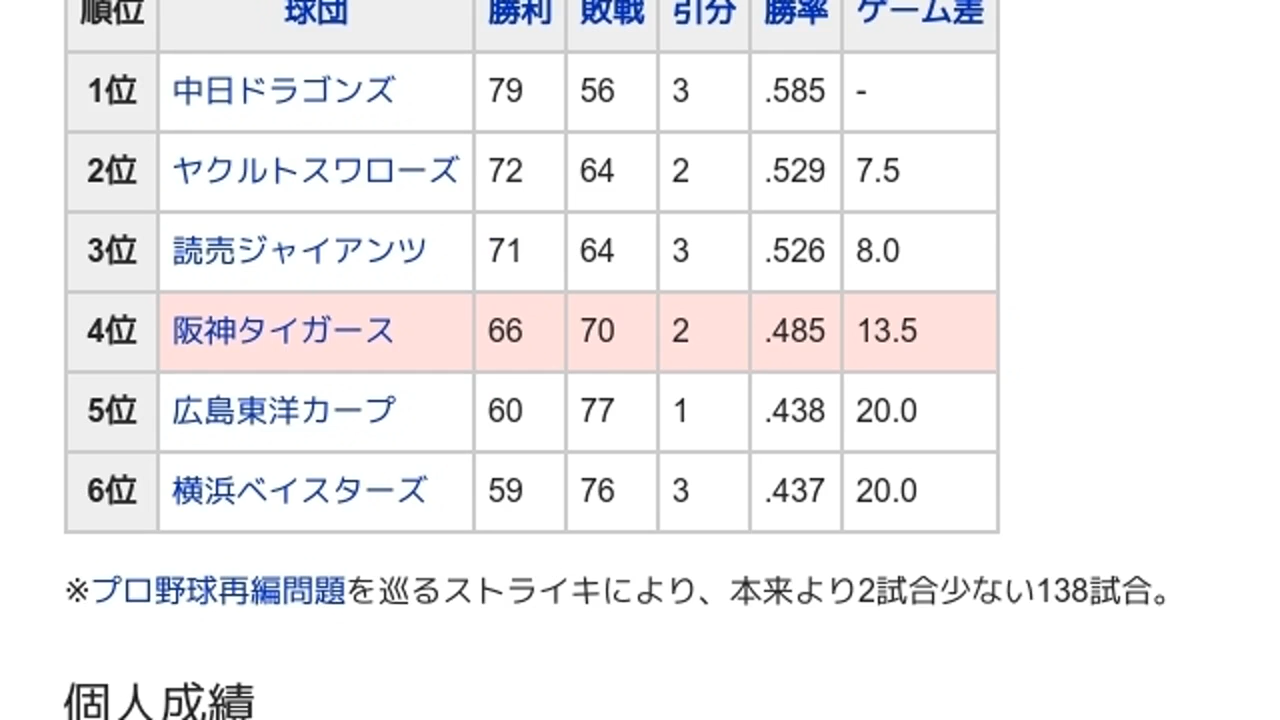 順位 球団 勝利 敗戦 引分 勝率 ゲーム差
1位 中日ドラゴンズ 79 56 3 .585 -
2位 ヤクルトスワローズ 72 64 2 .529 7.5
3位 読売ジャイアンツ 71 64 3 .526 8.0
4位 阪神タイガース 66 70 2 .485 13.5
5位 広島東洋カープ 60 77 1 .438 20.0
6位 横浜ベイスターズ 59 76 3 .437 20.0
※プロ野球再編問題を巡るストライキにより、本来より2試合少ない138試合。
個人成績